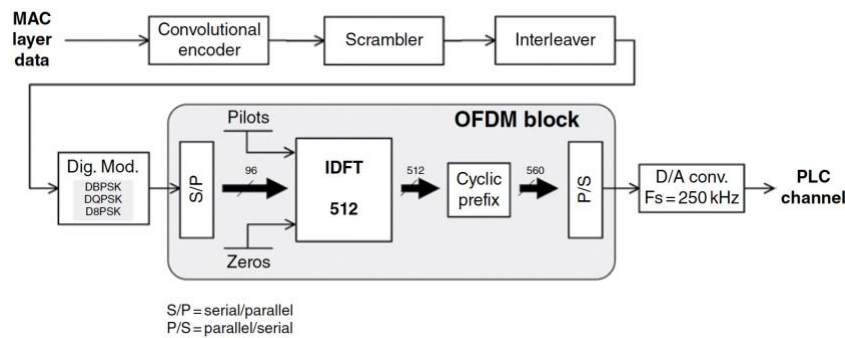 MAC
layer
data
Convolutional
encoder
Scrambler
Interleaver
Dig. Mod.
DBPSK
DQPSK
D8PSK
OFDM block
Pilots
S/P
96
IDFT
512
Zeros
512
Cyclic
prefix
560
P/S
D/A conv.
Fs = 250 kHz
PLC
channel
S/P = serial/parallel
P/S = parallel/serial